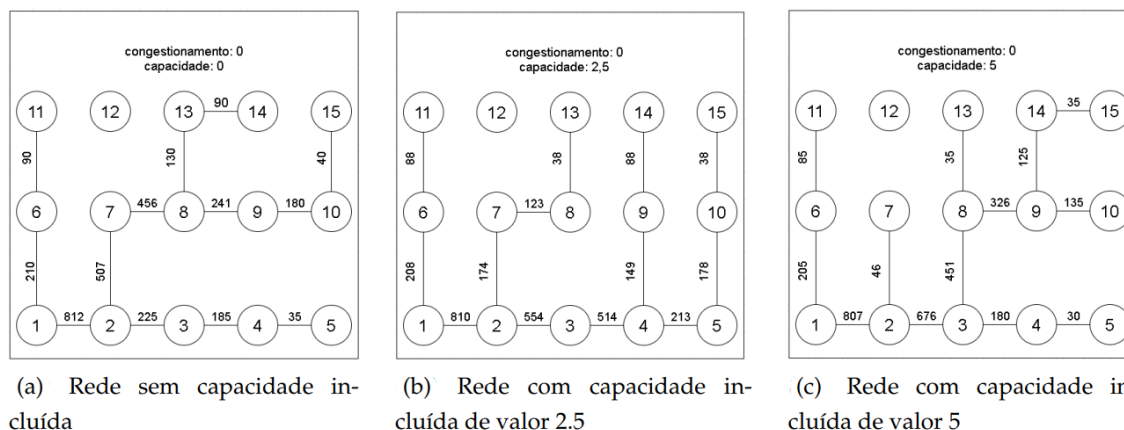 congestionamento: 0
capacidade: 0
11 12 13 90 14 15
90 130 40
6 7 456 8 241 9 180 10
210 507
1 812 2 225 3 185 4 35 5
(a) Rede sem capacidade in-
cluída
congestionamento: 0
capacidade: 2,5
11 12 13 14 15
88 38 88 38
6 7 123 8 9 10
208 174 149 178
1 810 2 554 3 514 4 213 5
(b) Rede com capacidade in-
cluída de valor 2.5
congestionamento: 0
capacidade: 5
11 12 13 14 35 15
85 35 125
6 7 8 326 9 135 10
205 46 451
1 807 2 676 3 180 4 30 5
(c) Rede com capacidade in-
cluída de valor 5